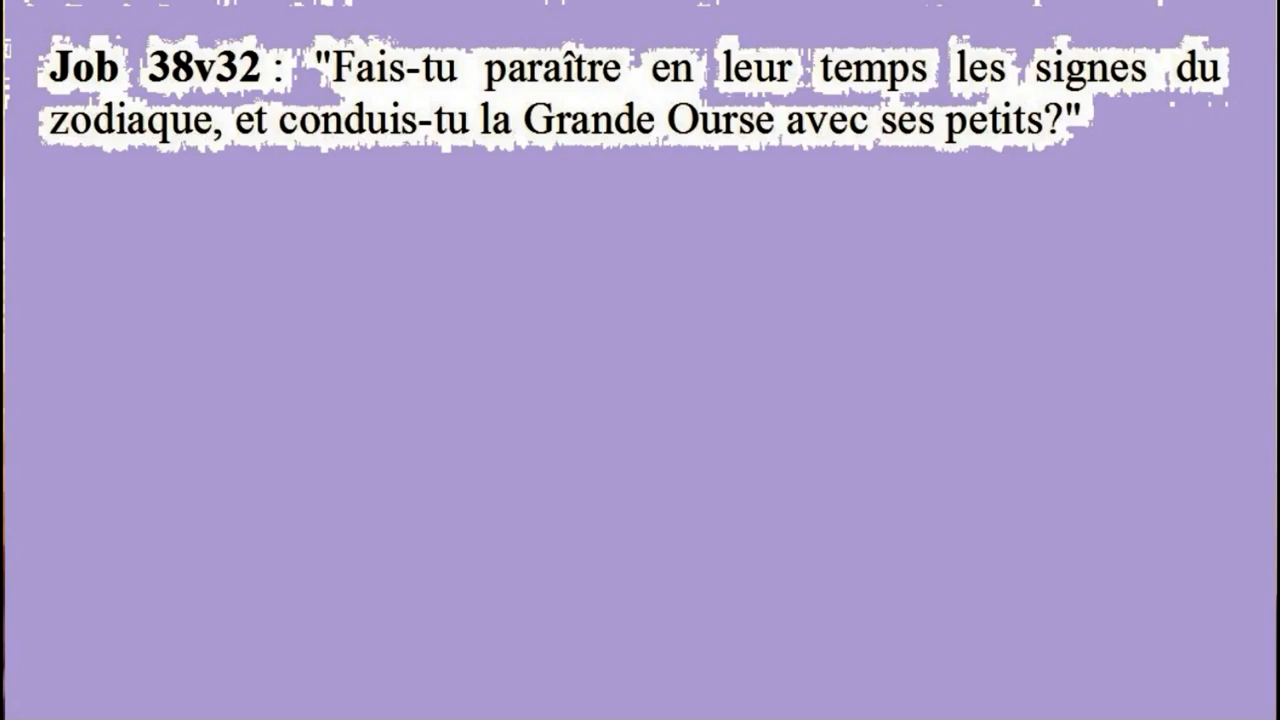 Job 38v32 : "Fais-tu paraître en leur temps les signes du
zodiaque, et conduis-tu la Grande Ourse avec ses petits?"